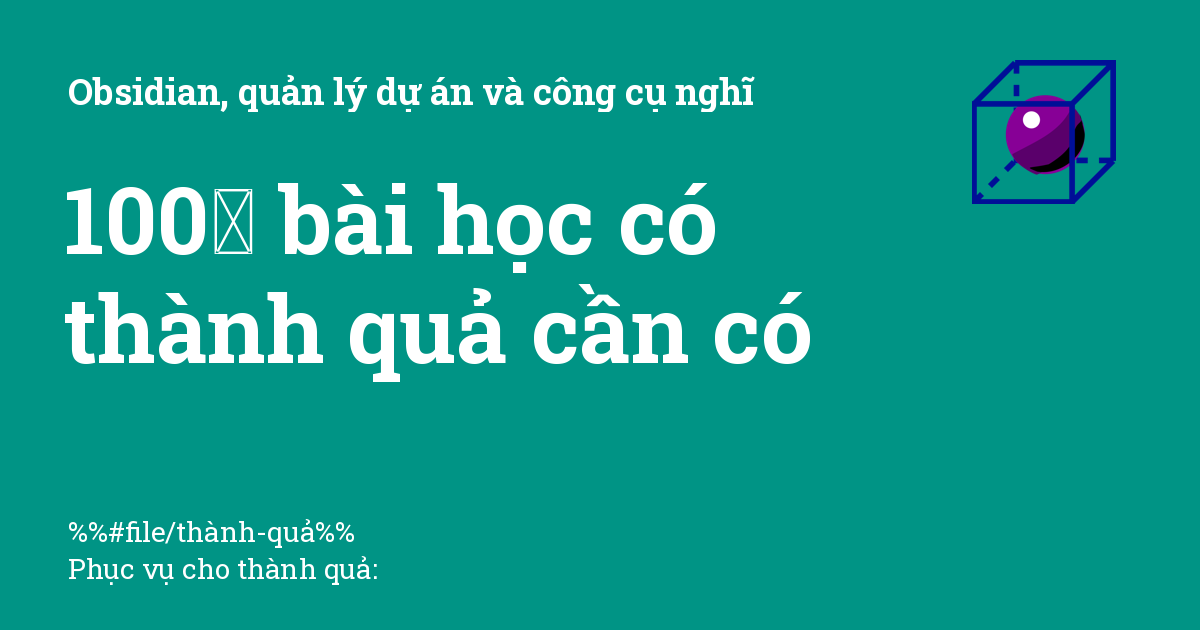 Obsidian, quản lý dự án và công cụ nghĩ
100 bài học có
thành quả cần có
%%#file/thành-quả%%
Phục vụ cho thành quả: